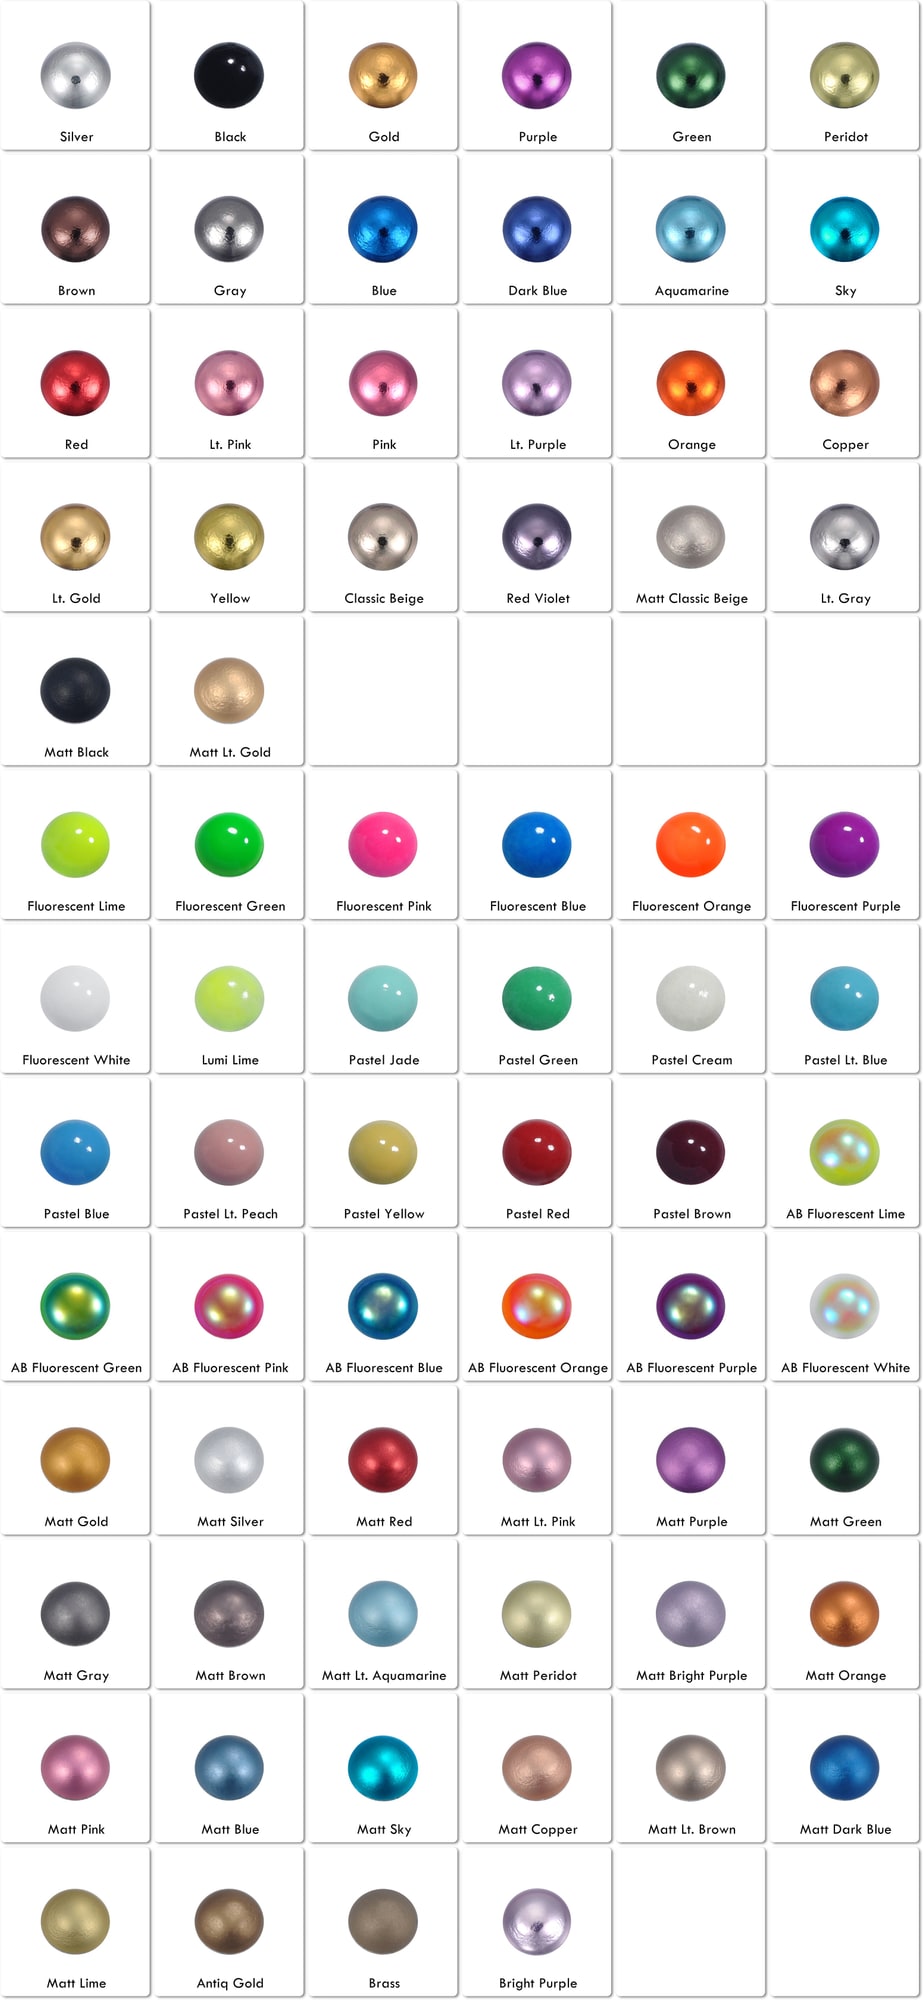 Silver
Black
Gold
Purple
Green
Peridot
Brown
Gray
Blue
Dark Blue
Aquamarine
Sky
Red
Lt. Pink
Pink
Lt. Purple
Orange
Copper
Lt. Gold
Yellow
Classic Beige
Red Violet
Matt Classic Beige
Lt. Gray
Matt Black
Matt Lt. Gold
Fluorescent Lime
Fluorescent Green
Fluorescent Pink
Fluorescent Blue
Fluorescent Orange
Fluorescent Purple
Fluorescent White
Lumi Lime
Pastel Jade
Pastel Green
Pastel Cream
Pastel Lt. Blue
Pastel Blue
Pastel Lt. Peach
Pastel Yellow
Pastel Red
Pastel Brown
AB Fluorescent Lime
AB Fluorescent Green
AB Fluorescent Pink
AB Fluorescent Blue
AB Fluorescent Orange
AB Fluorescent Purple
AB Fluorescent White
Matt Gold
Matt Silver
Matt Red
Matt Lt. Pink
Matt Purple
Matt Green
Matt Gray
Matt Brown
Matt Lt. Aquamarine
Matt Peridot
Matt Bright Purple
Matt Orange
Matt Pink
Matt Blue
Matt Sky
Matt Copper
Matt Lt. Brown
Matt Dark Blue
Matt Lime
Antiq Gold
Brass
Bright Purple